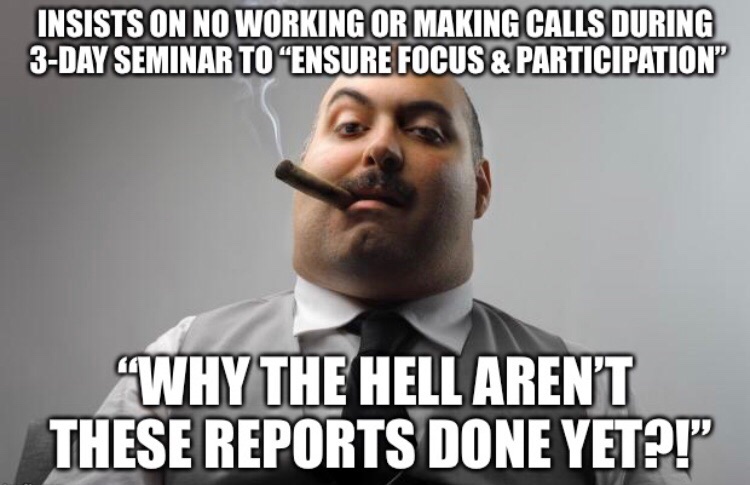 INSISTS ON NO WORKING OR MAKING CALLS DURING
3-DAY SEMINAR TO “ENSURE FOCUS & PARTICIPATION”
“WHY THE HELL AREN’T
THESE REPORTS DONE YET?!”